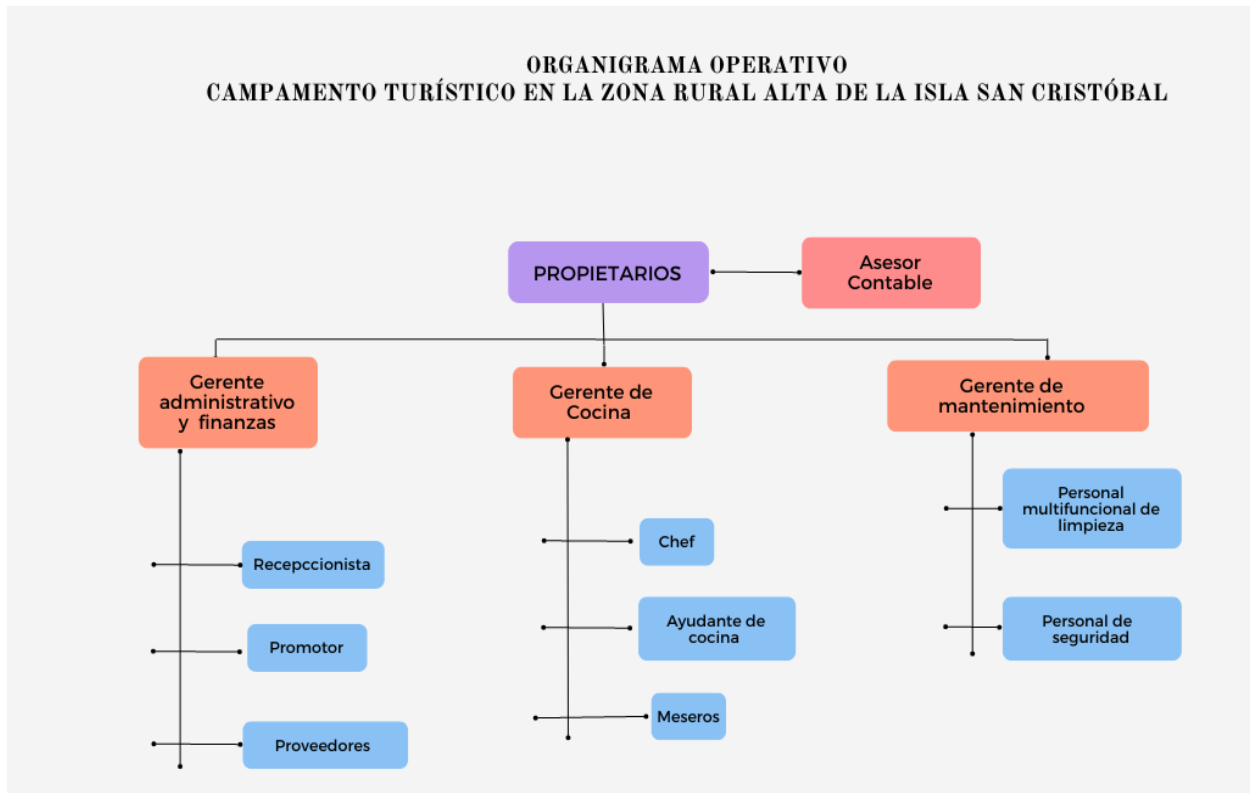 ORGANIGRAMA OPERATIVO
CAMPAMENTO TURÍSTICO EN LA ZONA RURAL ALTA DE LA ISLA SAN CRISTÓBAL
PROPIETARIOS
Asesor
Contable
Gerente
administrativo
y finanzas
Gerente de
Cocina
Gerente de
mantenimiento
Recepccionista
Promotor
Proveedores
Chef
Ayudante de
cocina
Meseros
Personal
multifuncional de
limpieza
Personal de
seguridad